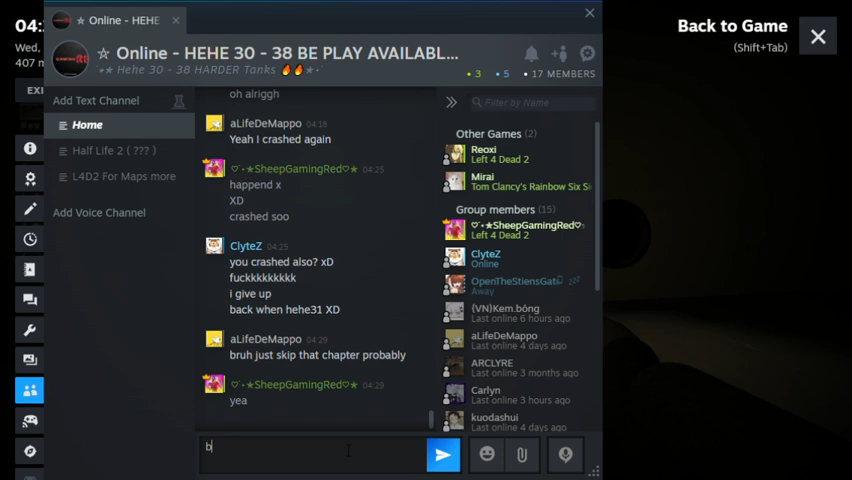 04:
Wed,
407 m
EXI
☆ Online - HEHE
Back to Game
(Shift+Tab)
☆ Online - HEHE 30 - 38 BE PLAY AVAILABL...
•★ Hehe 30 - 38 HARDER Tanks 🔥🔥★•
3 5 17 MEMBERS
Add Text Channel
Home
Half Life 2 ( ??? )
L4D2 For Maps more
Add Voice Channel
oh alriggh
aLifeDeMappo 04:18
Yeah I crashed again
♡´•★SheepGamingRed♡★ 04:25
happend x
XD
crashed soo
ClyteZ 04:25
you crashed also? xD
fuckkkkkkkkk
i give up
back when hehe31 XD
aLifeDeMappo 04:29
bruh just skip that chapter probably
♡´•★SheepGamingRed♡★ 04:29
yea
b
Filter by Name
Other Games (2)
Reoxi
Left 4 Dead 2
Mirai
Tom Clancy's Rainbow Six Si
Group members (15)
♡´•★SheepGamingRed♡
Left 4 Dead 2
ClyteZ
Online
OpenTheStiensGat
Away
{VN}Kem.bông
Last online 6 hours ago
aLifeDeMappo
Last online 4 days ago
ARCLYRE
Last online 3 months ago
Carlyn
Last online 3 hours ago
kuodashui
Last online 4 days ago